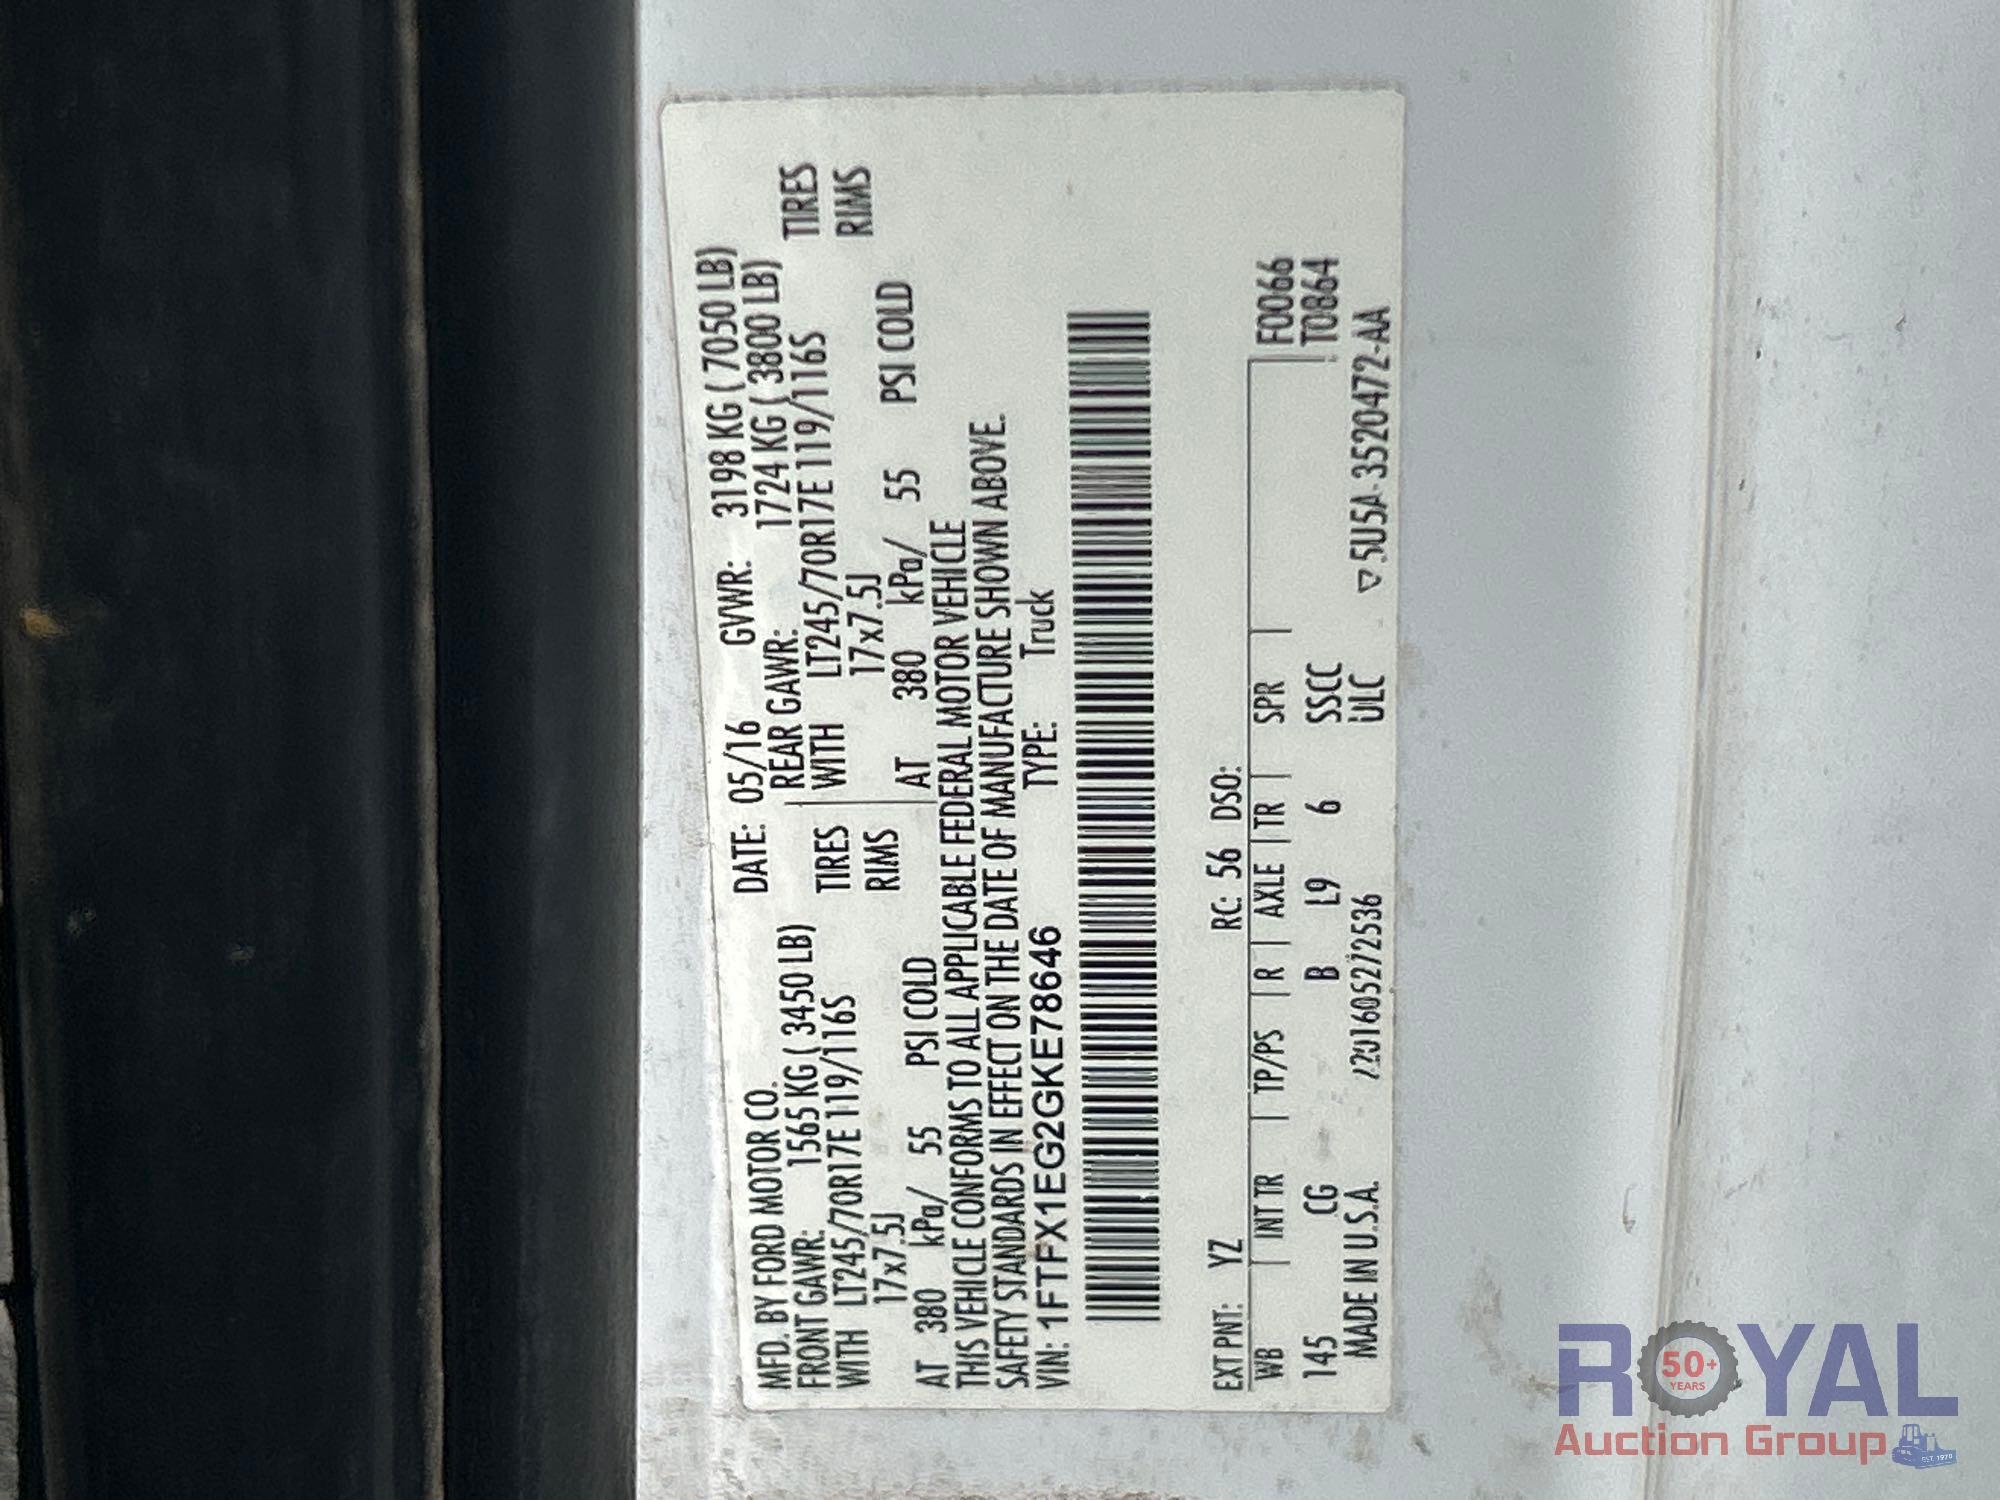 MFD. BY FORD MOTOR CO. DATE: 05/16 GVWR: 3198 KG ( 7050 LB)
FRONT GAWR: 1565 KG ( 3450 LB) REAR GAWR: 1724 KG ( 3800 LB)
WITH LT245/70R17E 119/116S TIRES WITH LT245/70R17E 119/116S TIRES
17x7.5J RIMS 17x7.5J RIMS
AT 380 kPa/ 55 PSI COLD AT 380 kPa/ 55 PSI COLD
THIS VEHICLE CONFORMS TO ALL APPLICABLE FEDERAL MOTOR VEHICLE
SAFETY STANDARDS IN EFFECT ON THE DATE OF MANUFACTURE SHOWN ABOVE.
VIN: 1FTFX1EG2GKE78646 TYPE: Truck
EXT PNT: YZ RC: 56 DSO:
WB | INT TR | TP/PS | R | AXLE | TR | SPR | F0066
145 CG B L9 6 SSCC T0864
MADE IN U.S.A. ULC ▽5U5A-3520472-AA
ROYAL
50+
YEARS
Auction Group
EST. 1970